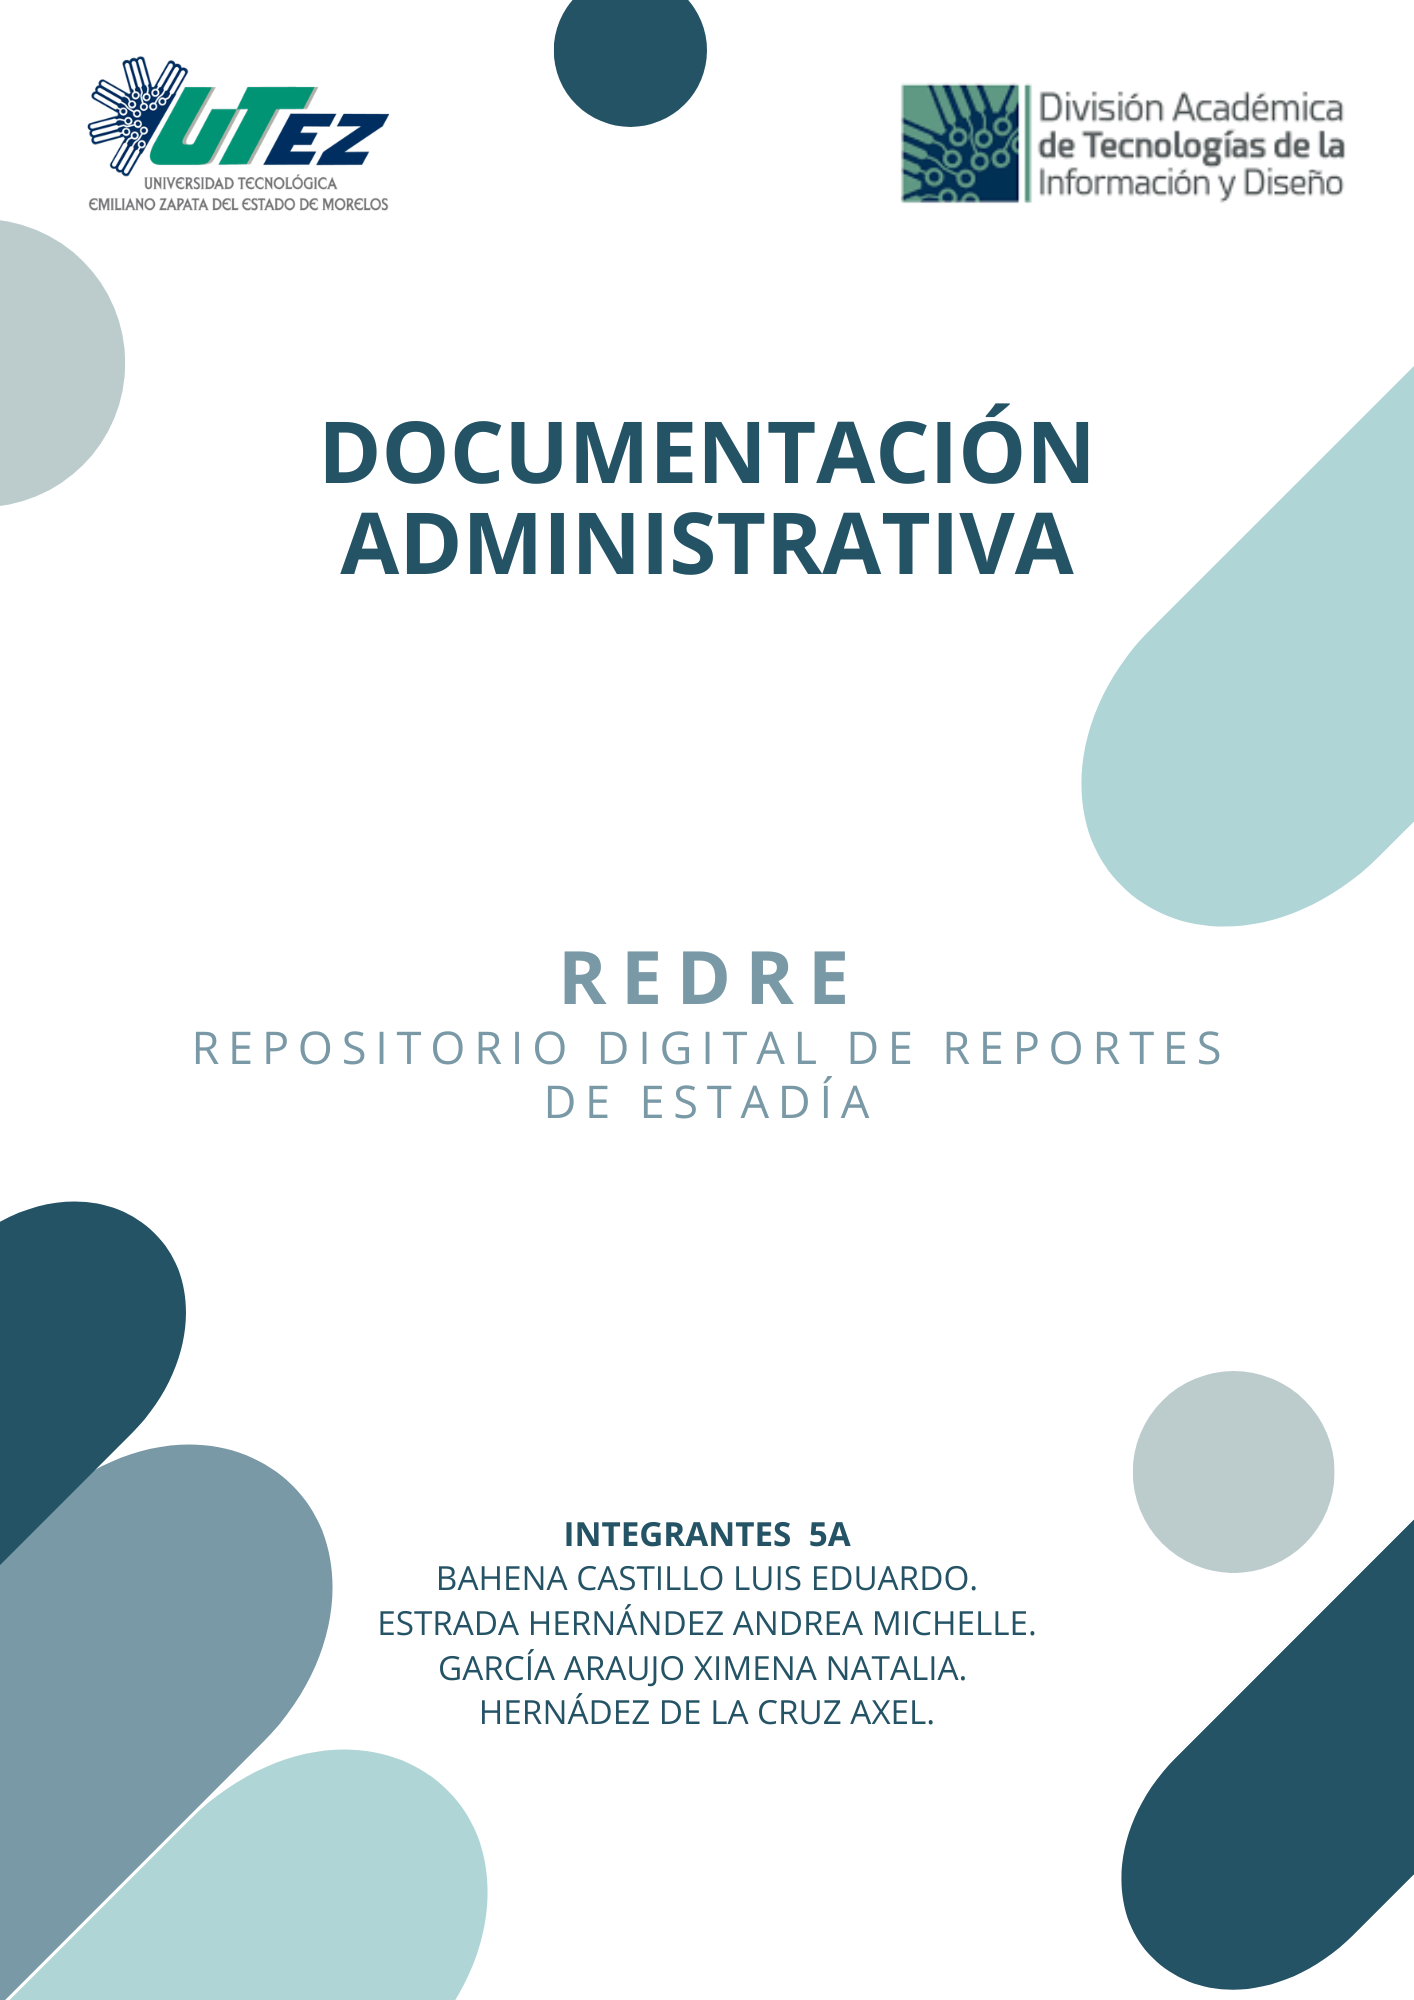 UTEZ
UNIVERSIDAD TECNOLÓGICA
EMILIANO ZAPATA DEL ESTADO DE MORELOS
División Académica
de Tecnologías de la
Información y Diseño
DOCUMENTACIÓN
ADMINISTRATIVA
REDRE
REPOSITORIO DIGITAL DE REPORTES
DE ESTADÍA
INTEGRANTES 5A
BAHENA CASTILLO LUIS EDUARDO.
ESTRADA HERNÁNDEZ ANDREA MICHELLE.
GARCÍA ARAUJO XIMENA NATALIA.
HERNÁDEZ DE LA CRUZ AXEL.